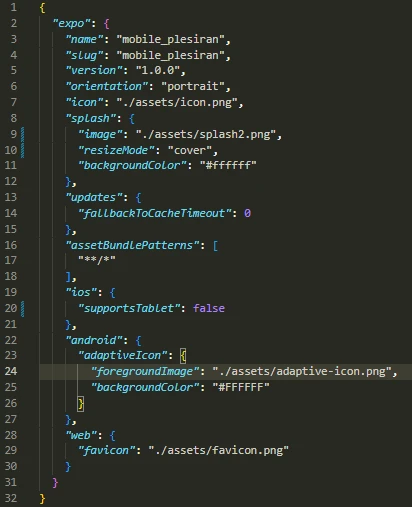 1 {
2 "expo": {
3 "name": "mobile_plesiran",
4 "slug": "mobile_plesiran",
5 "version": "1.0.0",
6 "orientation": "portrait",
7 "icon": "./assets/icon.png",
8 "splash": {
9 "image": "./assets/splash2.png",
10 "resizeMode": "cover",
11 "backgroundColor": "#ffffff"
12 },
13 "updates": {
14 "fallbackToCacheTimeout": 0
15 },
16 "assetBundlePatterns": [
17 "**/*"
18 ],
19 "ios": {
20 "supportsTablet": false
21 },
22 "android": {
23 "adaptiveIcon": {
24 "foregroundImage": "./assets/adaptive-icon.png",
25 "backgroundColor": "#FFFFFF"
26 }
27 },
28 "web": {
29 "favicon": "./assets/favicon.png"
30 }
31 }
32 }